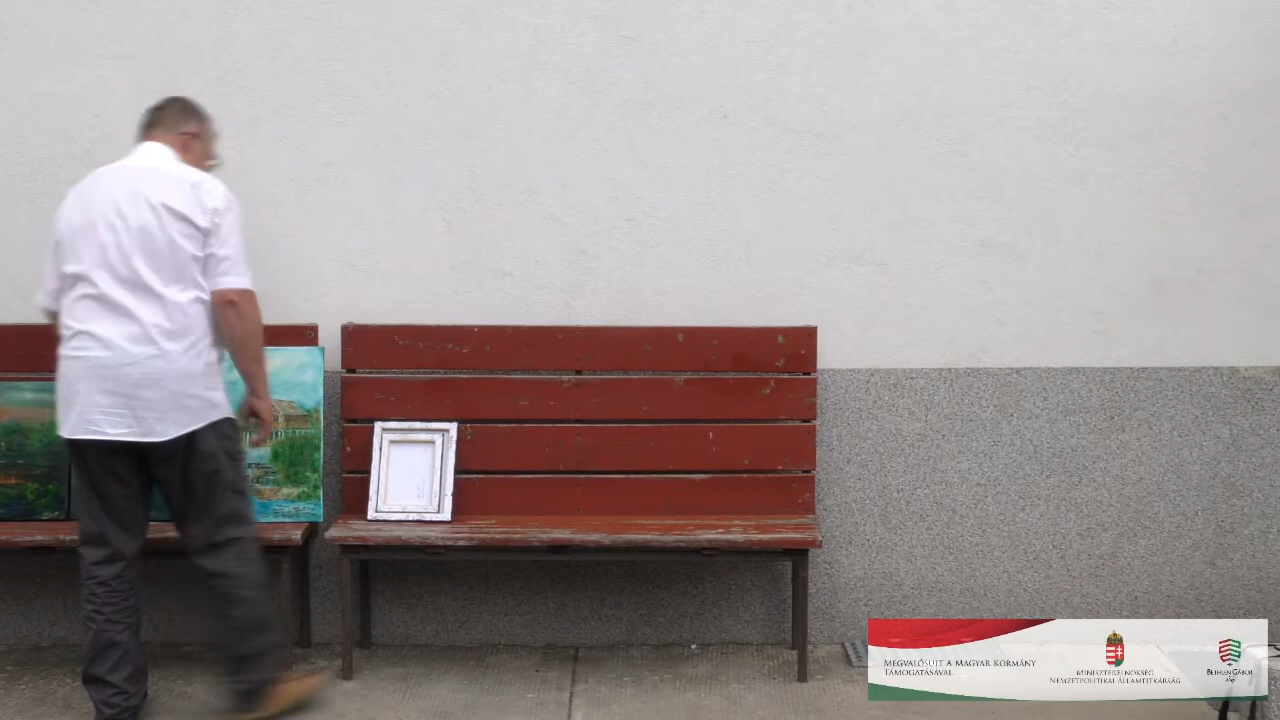 Megvalósult a Magyar Kormány
támogatásával
Miniszterelnökség
Nemzetpolitikai Államtitkárság
Bethlen Gábor
Alap